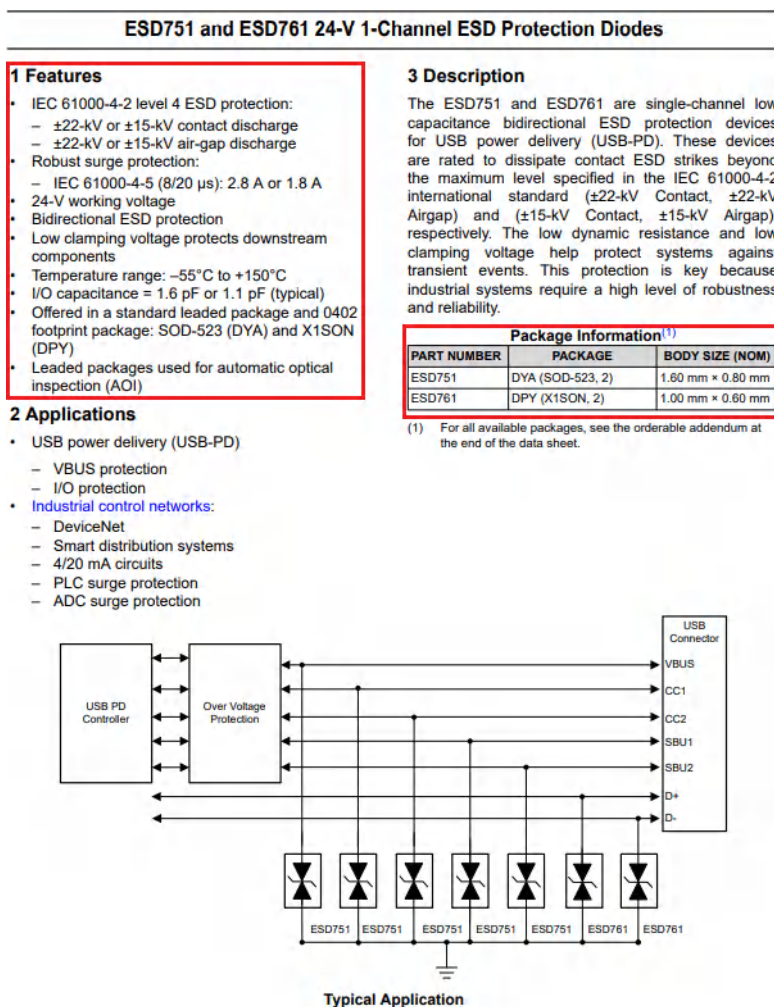 ESD751 and ESD761 24-V 1-Channel ESD Protection Diodes
1 Features
• IEC 61000-4-2 level 4 ESD protection:
– ±22-kV or ±15-kV contact discharge
– ±22-kV or ±15-kV air-gap discharge
• Robust surge protection:
– IEC 61000-4-5 (8/20 µs): 2.8 A or 1.8 A
• 24-V working voltage
• Bidirectional ESD protection
• Low clamping voltage protects downstream
components
• Temperature range: –55°C to +150°C
• I/O capacitance = 1.6 pF or 1.1 pF (typical)
• Offered in a standard leaded package and 0402
footprint package: SOD-523 (DYA) and X1SON
(DPY)
• Leaded packages used for automatic optical
inspection (AOI)
2 Applications
• USB power delivery (USB-PD)
– VBUS protection
– I/O protection
• Industrial control networks:
– DeviceNet
– Smart distribution systems
– 4/20 mA circuits
– PLC surge protection
– ADC surge protection
3 Description
The ESD751 and ESD761 are single-channel low
capacitance bidirectional ESD protection devices
for USB power delivery (USB-PD). These devices
are rated to dissipate contact ESD strikes beyond
the maximum level specified in the IEC 61000-4-2
international standard (±22-kV Contact, ±22-kV
Airgap) and (±15-kV Contact, ±15-kV Airgap)
respectively. The low dynamic resistance and low
clamping voltage help protect systems against
transient events. This protection is key because
industrial systems require a high level of robustness
and reliability.
Package Information(1)
PART NUMBER PACKAGE BODY SIZE (NOM)
ESD751 DYA (SOD-523, 2) 1.60 mm × 0.80 mm
ESD761 DPY (X1SON, 2) 1.00 mm × 0.60 mm
(1) For all available packages, see the orderable addendum at
the end of the data sheet.
USB PD
Controller
Over Voltage
Protection
USB
Connector
VBUS
CC1
CC2
SBU1
SBU2
D+
D-
ESD751 ESD751 ESD751 ESD751 ESD751 ESD761 ESD761
Typical Application